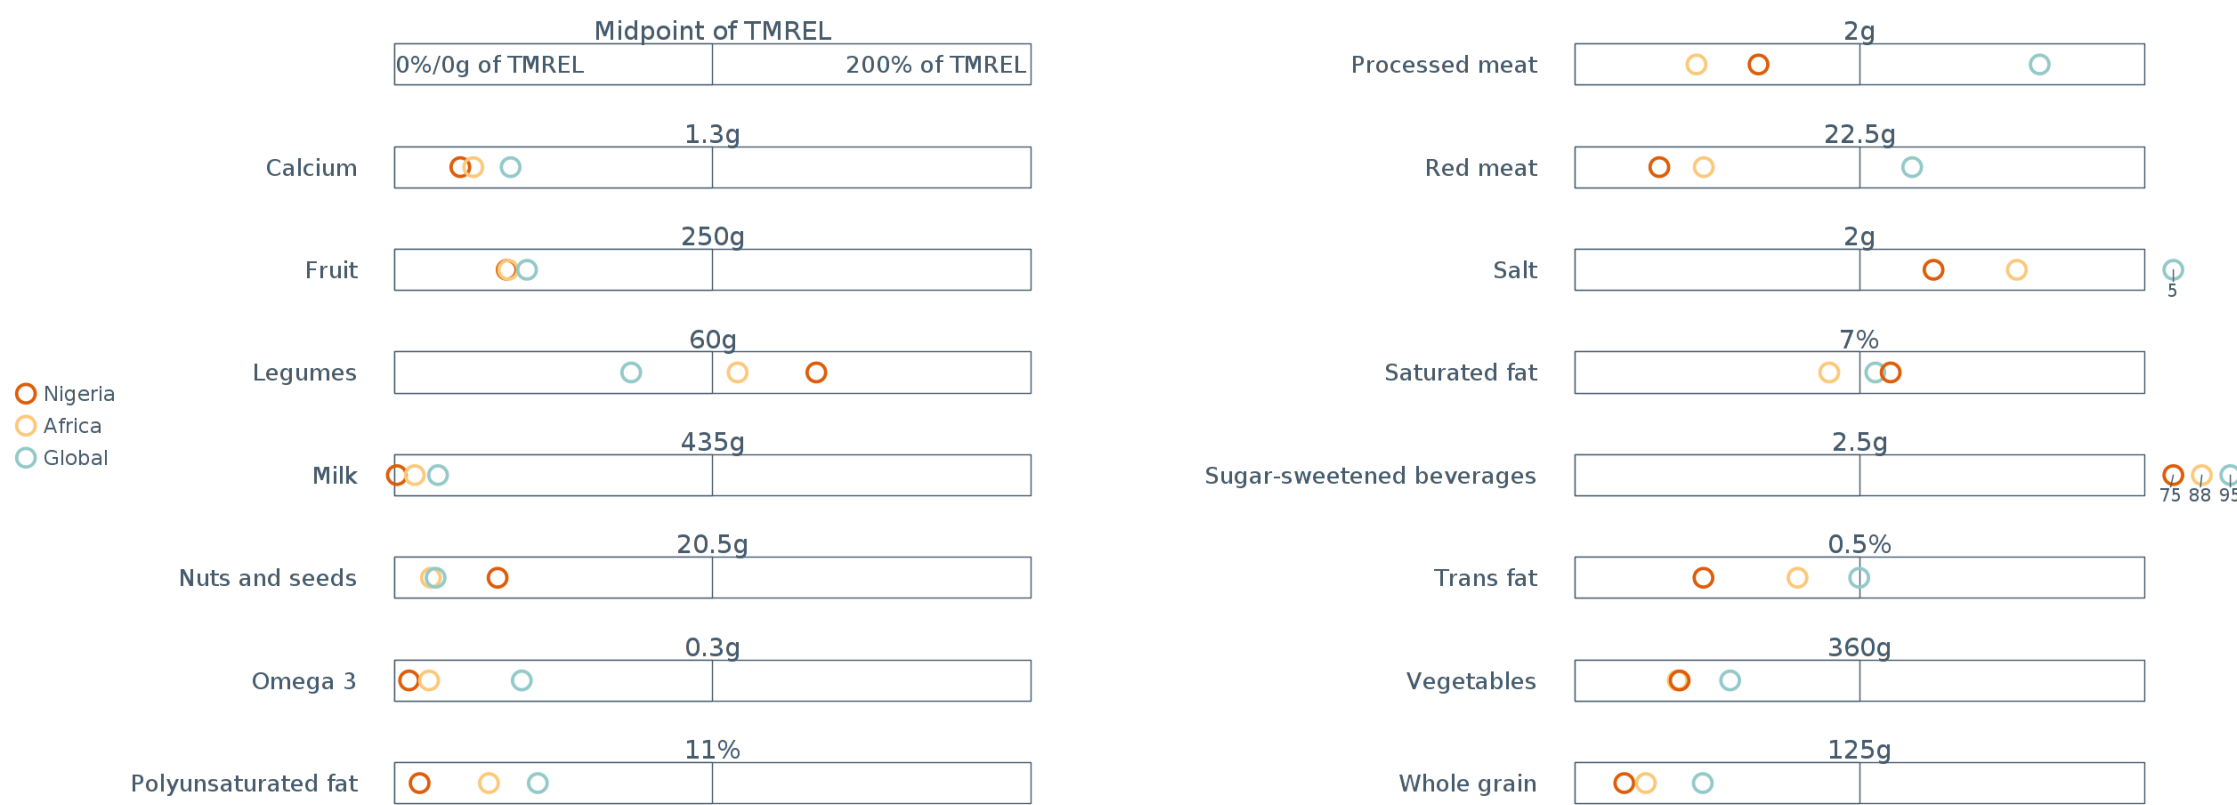 Midpoint of TMREL
0%/0g of TMREL
200% of TMREL
1.3g
Calcium
250g
Fruit
60g
Legumes
435g
Milk
20.5g
Nuts and seeds
0.3g
Omega 3
11%
Polyunsaturated fat
Nigeria
Africa
Global
2g
Processed meat
22.5g
Red meat
2g
Salt
5
7%
Saturated fat
2.5g
Sugar-sweetened beverages
75 88 95
0.5%
Trans fat
360g
Vegetables
125g
Whole grain